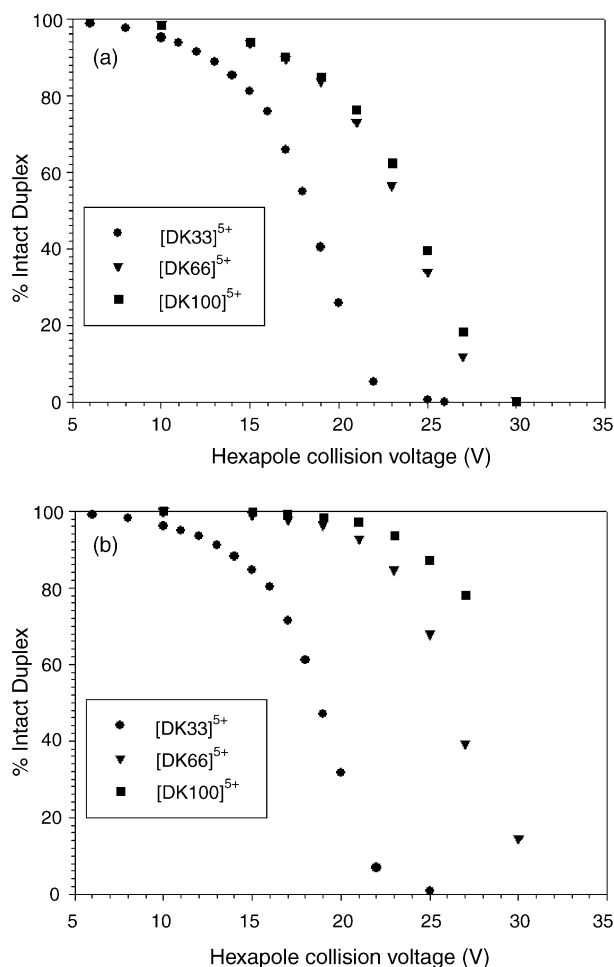 100
(a)
80
60
40
20
0
% Intact Duplex
[DK33]5+
[DK66]5+
[DK100]5+
5 10 15 20 25 30 35
Hexapole collision voltage (V)
100
(b)
80
60
40
20
0
% Intact Duplex
[DK33]5+
[DK66]5+
[DK100]5+
5 10 15 20 25 30 35
Hexapole collision voltage (V)